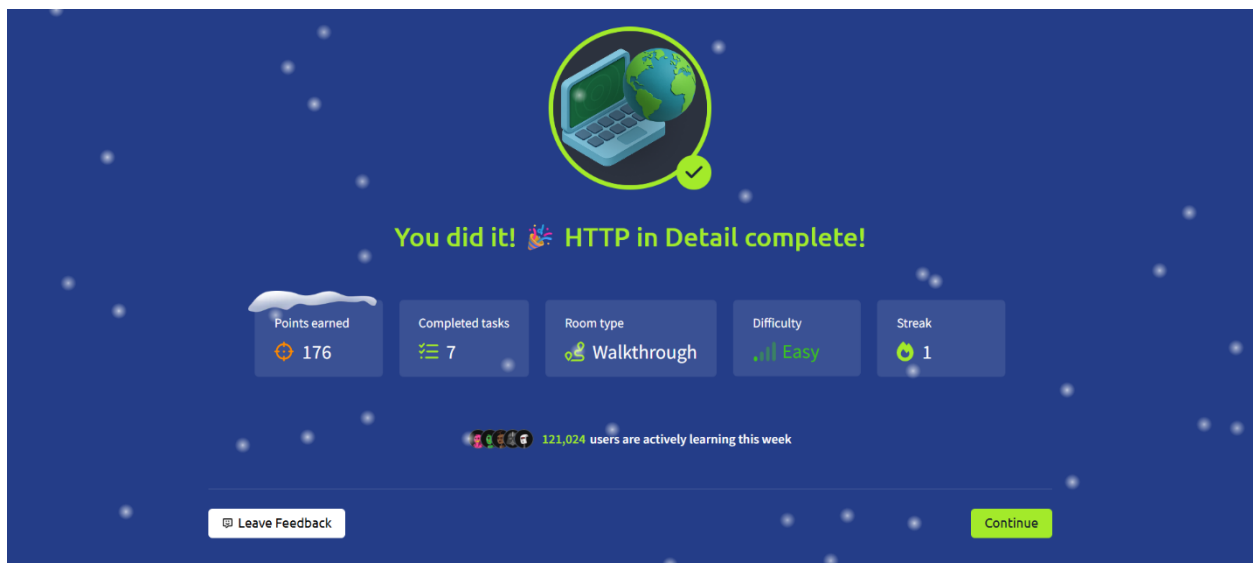 You did it! 🎉 HTTP in Detail complete!
Points earned
176
Completed tasks
7
Room type
Walkthrough
Difficulty
Easy
Streak
1
121,024 users are actively learning this week
Leave Feedback
Continue